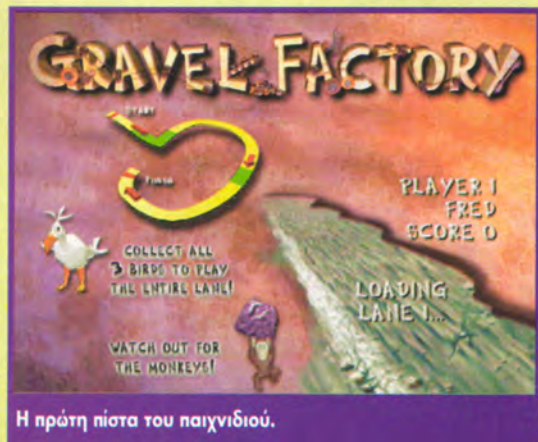 GRAVEL FACTORY
START
FINISH
PLAYER 1
FRED
SCORE 0
COLLECT ALL
3 BIRDS TO PLAY
THE ENTIRE LANE!
LOADING
LANE 1...
WATCH OUT FOR
THE MONKEYS!
Η πρώτη πίστα του παιχνιδιού.